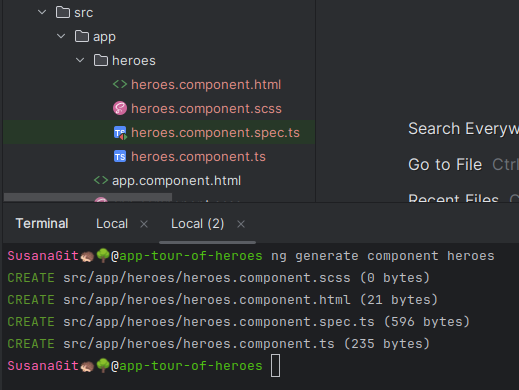 src
app
heroes
heroes.component.html
heroes.component.scss
heroes.component.spec.ts
heroes.component.ts
app.component.html
Search Everyw
Go to File Ctr
Recent Files Ctrl
Terminal Local × Local (2) ×
SusanaGit🦔🌳@app-tour-of-heroes ng generate component heroes
CREATE src/app/heroes/heroes.component.scss (0 bytes)
CREATE src/app/heroes/heroes.component.html (21 bytes)
CREATE src/app/heroes/heroes.component.spec.ts (596 bytes)
CREATE src/app/heroes/heroes.component.ts (235 bytes)
SusanaGit🦔🌳@app-tour-of-heroes